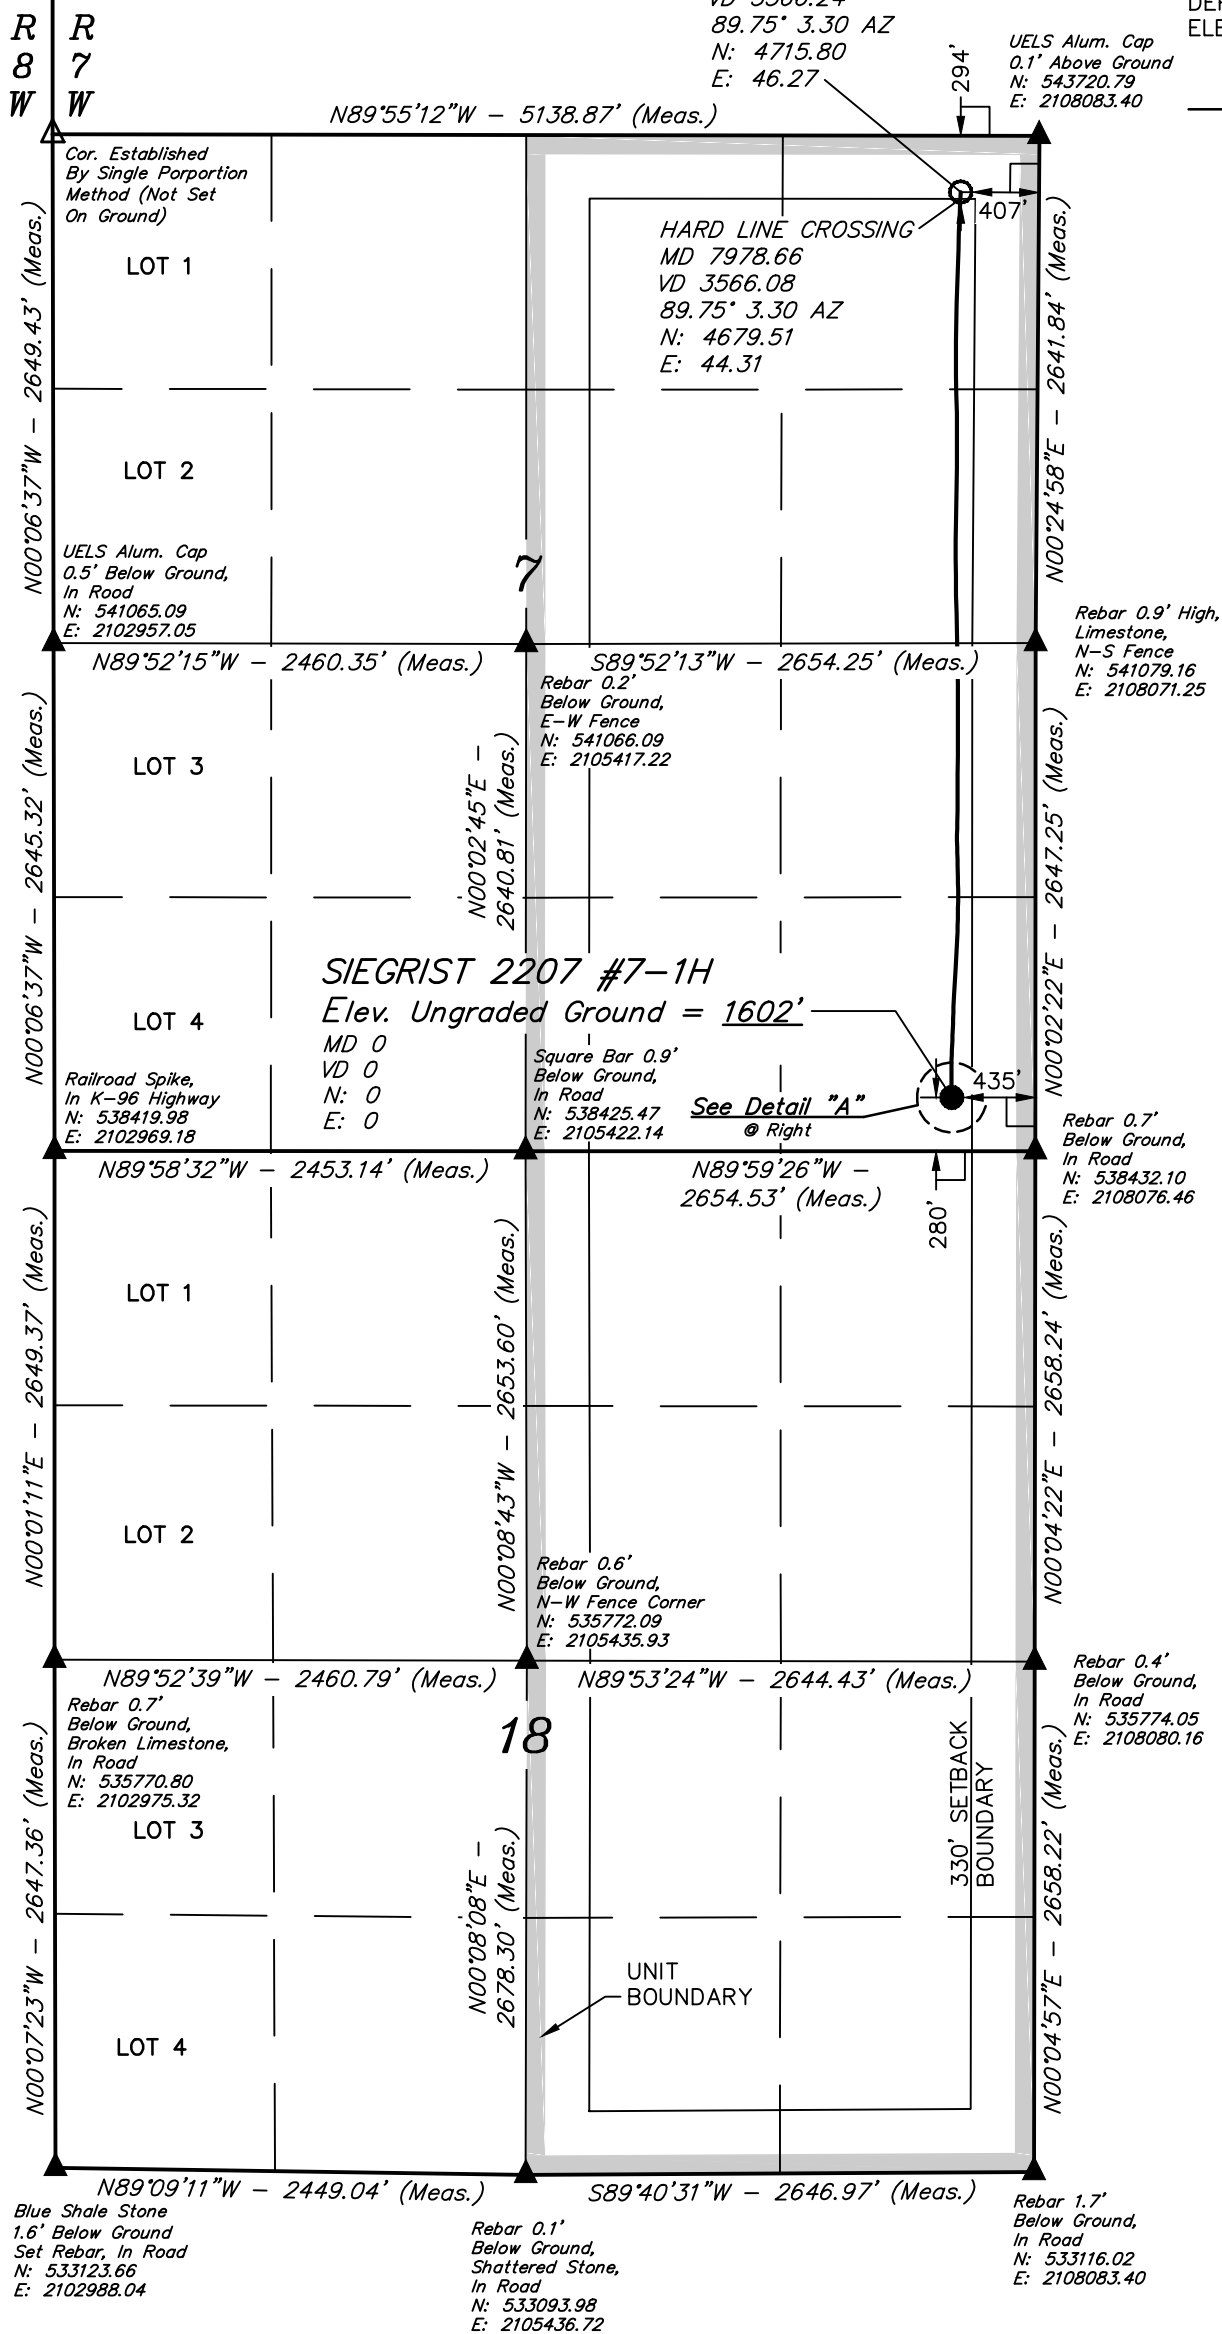 R R
8 7
W W
89.75° 3.30 AZ
N: 4715.80
E: 46.27
294'
UELS Alum. Cap
0.1' Above Ground
N: 543720.79
E: 2108083.40
N89°55'12"W - 5138.87' (Meas.)
Cor. Established
By Single Porportion
Method (Not Set
On Ground)
LOT 1
N00°06'37"W - 2649.43' (Meas.)
407'
HARD LINE CROSSING
MD 7978.66
VD 3566.08
89.75° 3.30 AZ
N: 4679.51
E: 44.31
N00°24'58"E - 2641.84' (Meas.)
LOT 2
UELS Alum. Cap
0.5' Below Ground,
In Rood
N: 541065.09
E: 2102957.05
7
Rebar 0.9' High,
Limestone,
N-S Fence
N: 541079.16
E: 2108071.25
N89°52'15"W - 2460.35' (Meas.)
S89°52'13"W - 2654.25' (Meas.)
Rebar 0.2'
Below Ground,
E-W Fence
N: 541066.09
E: 2105417.22
LOT 3
N00°06'37"W - 2645.32' (Meas.)
N00°02'45"E -
2640.81' (Meas.)
N00°02'22"E - 2647.25' (Meas.)
SIEGRIST 2207 #7-1H
Elev. Ungraded Ground = 1602'
MD 0
VD 0
N: 0
E: 0
LOT 4
Railroad Spike,
In K-96 Highway
N: 538419.98
E: 2102969.18
Square Bar 0.9'
Below Ground,
In Road
N: 538425.47
E: 2105422.14
See Detail "A"
@ Right
435'
Rebar 0.7'
Below Ground,
In Road
N: 538432.10
E: 2108076.46
N89°58'32"W - 2453.14' (Meas.)
N89°59'26"W -
2654.53' (Meas.)
280'
LOT 1
N00°01'11"E - 2649.37' (Meas.)
N00°08'43"W - 2653.60' (Meas.)
N00°04'22"E - 2658.24' (Meas.)
LOT 2
Rebar 0.6'
Below Ground,
N-W Fence Corner
N: 535772.09
E: 2105435.93
N89°52'39"W - 2460.79' (Meas.)
N89°53'24"W - 2644.43' (Meas.)
Rebar 0.4'
Below Ground,
In Road
N: 535774.05
E: 2108080.16
Rebar 0.7'
Below Ground,
Broken Limestone,
In Road
N: 535770.80
E: 2102975.32
18
LOT 3
330' SETBACK
BOUNDARY
N00°07'23"W - 2647.36' (Meas.)
N00°08'08"E -
2678.30' (Meas.)
N00°04'57"E - 2658.22' (Meas.)
UNIT
BOUNDARY
LOT 4
N89°09'11"W - 2449.04' (Meas.)
S89°40'31"W - 2646.97' (Meas.)
Blue Shale Stone
1.6' Below Ground
Set Rebar, In Road
N: 533123.66
E: 2102988.04
Rebar 0.1'
Below Ground,
Shattered Stone,
In Road
N: 533093.98
E: 2105436.72
Rebar 1.7'
Below Ground,
In Road
N: 533116.02
E: 2108083.40